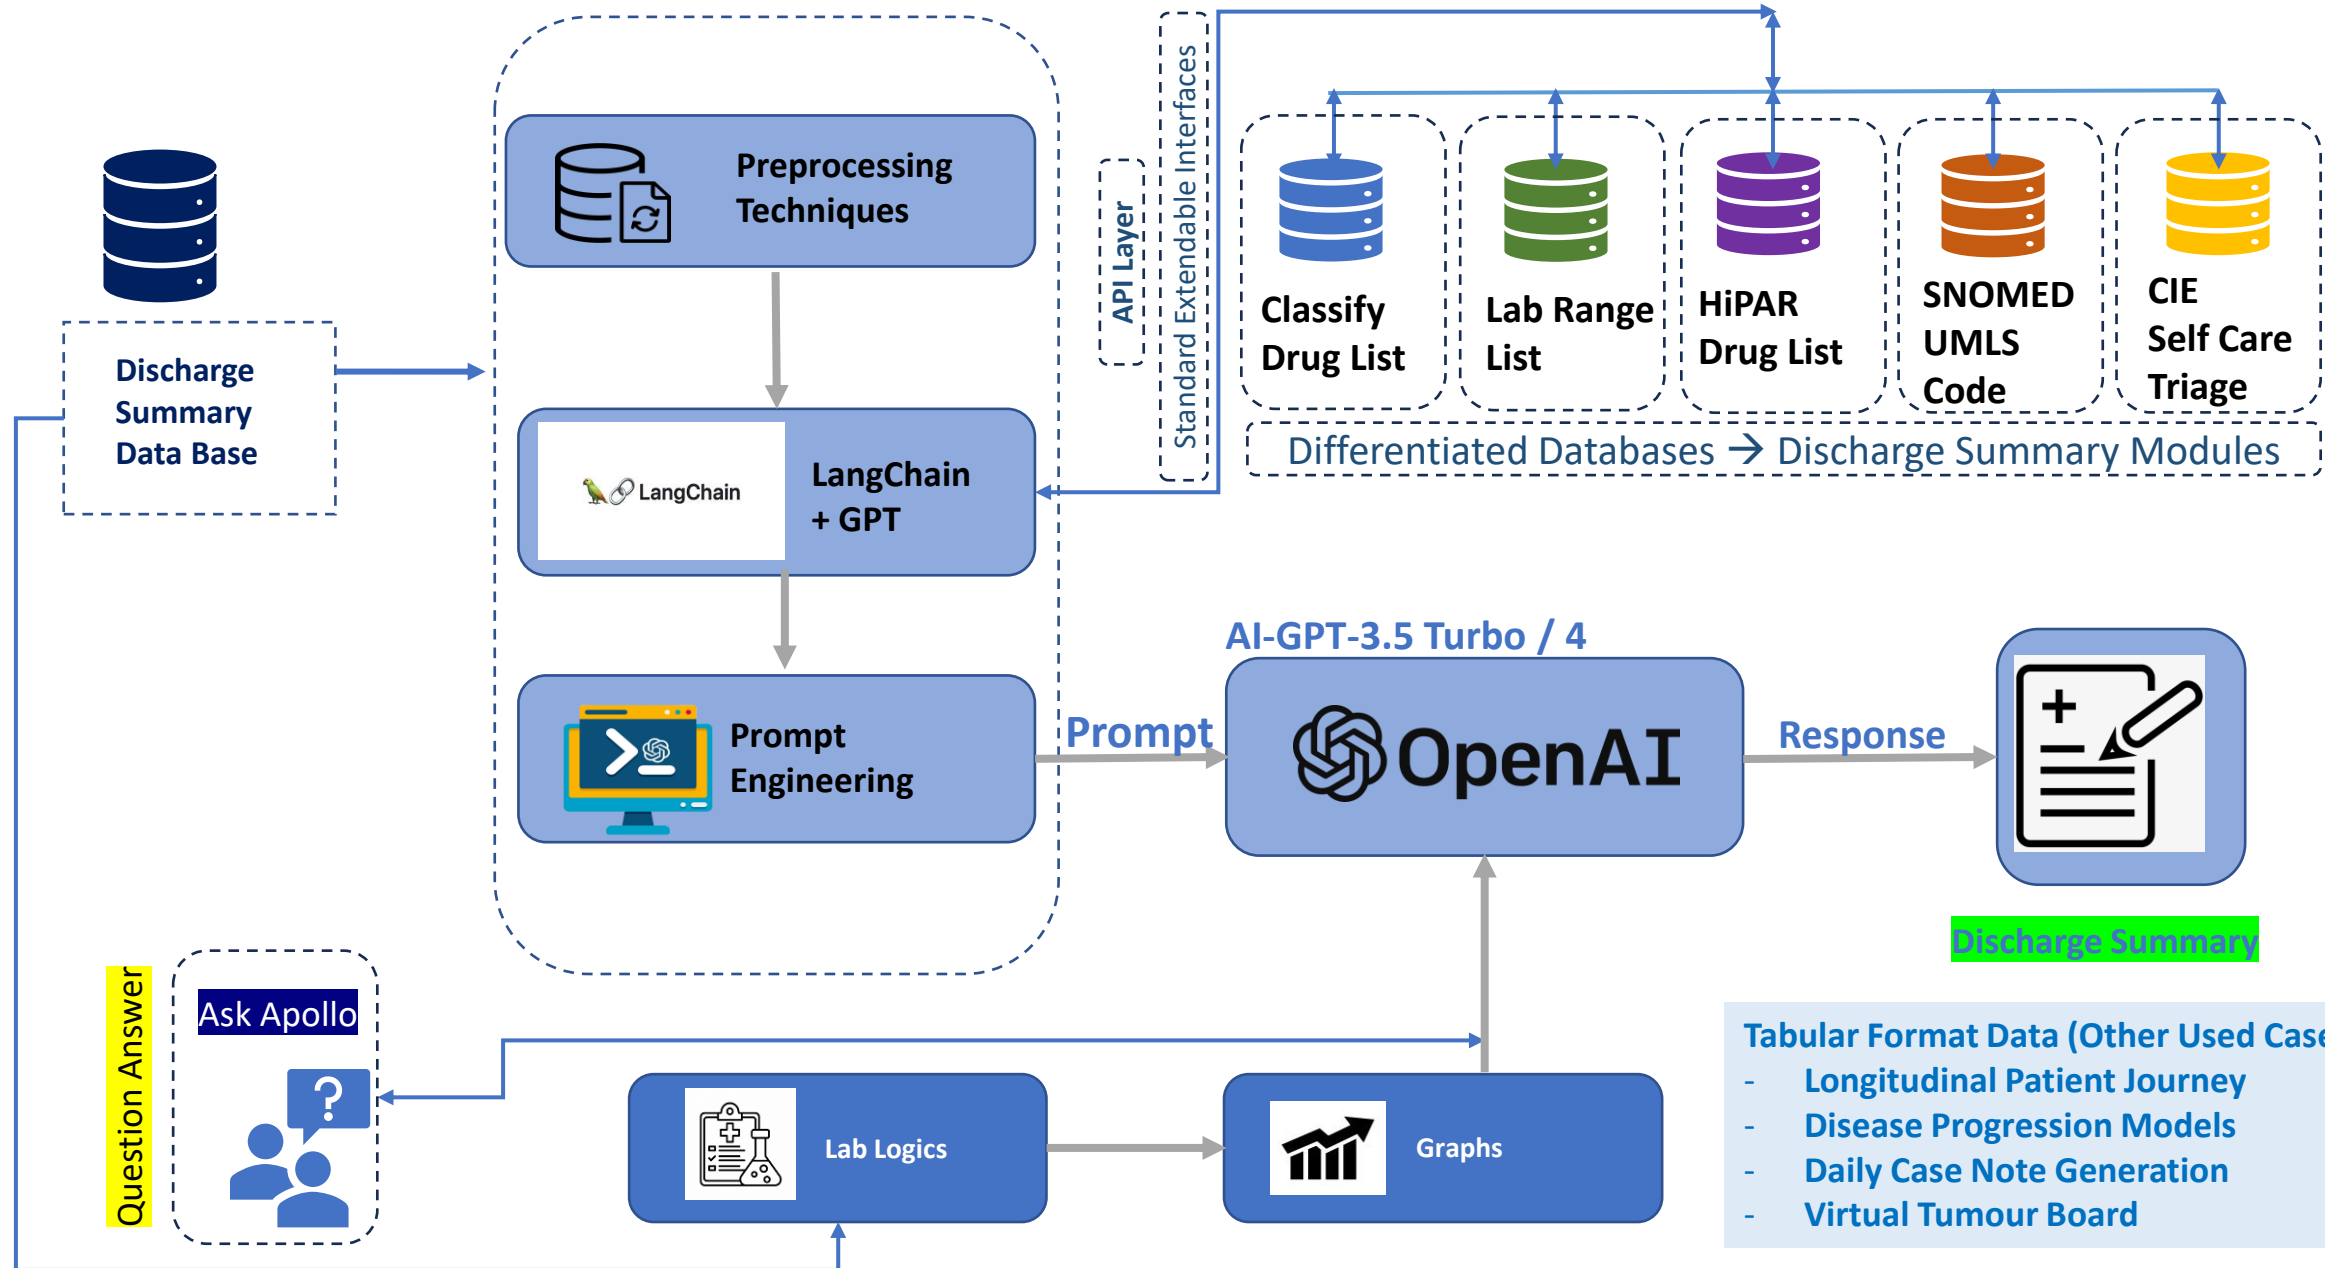 Preprocessing
Techniques
LangChain
LangChain
+ GPT
Prompt
Engineering
Discharge
Summary
Data Base
API Layer
Standard Extendable Interfaces
Classify
Drug List
Lab Range
List
HiPAR
Drug List
SNOMED
UMLS
Code
CIE
Self Care
Triage
Differentiated Databases → Discharge Summary Modules
AI-GPT-3.5 Turbo / 4
Prompt
OpenAI
Response
Discharge Summary
Question Answer
Ask Apollo
?
Lab Logics
Graphs
Tabular Format Data (Other Used Case
- Longitudinal Patient Journey
- Disease Progression Models
- Daily Case Note Generation
- Virtual Tumour Board